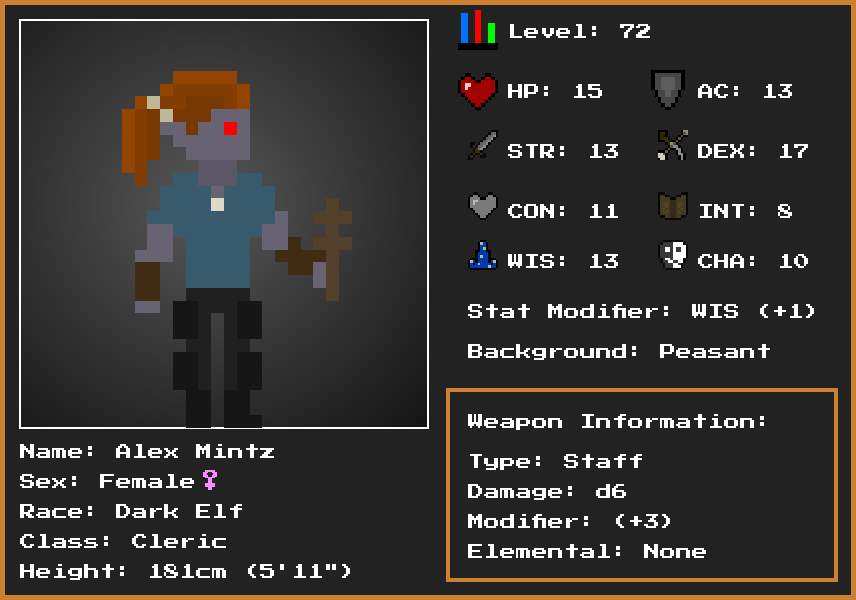 Level: 72
HP: 15
AC: 13
STR: 13
DEX: 17
CON: 11
INT: 8
WIS: 13
CHA: 10
Stat Modifier: WIS (+1)
Background: Peasant
Weapon Information:
Type: Staff
Damage: d6
Modifier: (+3)
Elemental: None
Name: Alex Mintz
Sex: Female♀
Race: Dark Elf
Class: Cleric
Height: 181cm (5'11")